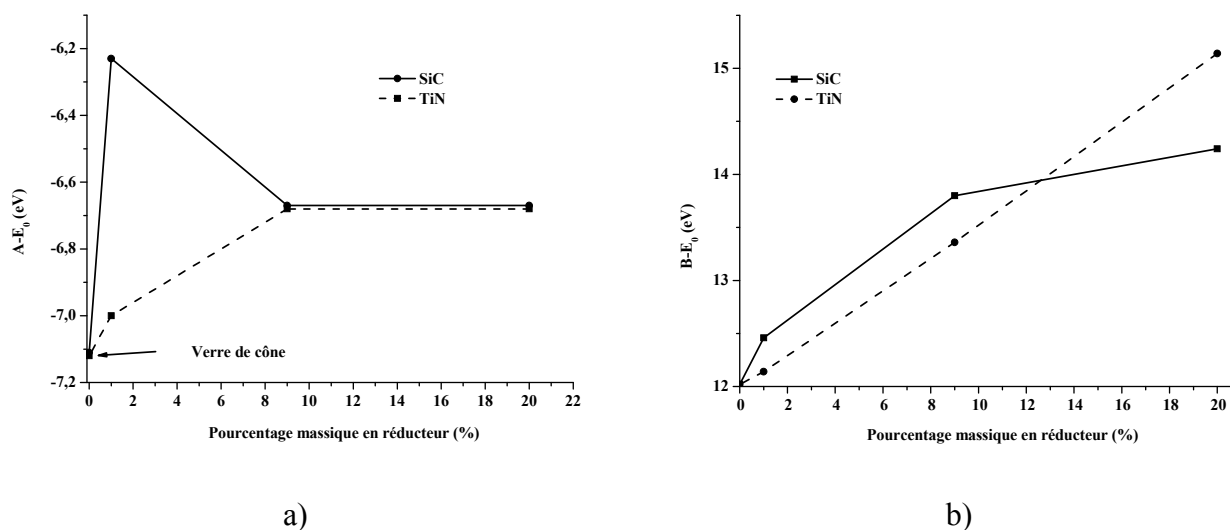 -6,2
-6,4
-6,6
-6,8
-7,0
-7,2
A-E0 (eV)
SiC
TiN
Verre de cône
0 2 4 6 8 10 12 14 16 18 20 22
Pourcentage massique en réducteur (%)
a)
15
14
13
12
B-E0 (eV)
SiC
TiN
0 2 4 6 8 10 12 14 16 18 20
Pourcentage massique en réducteur (%)
b)